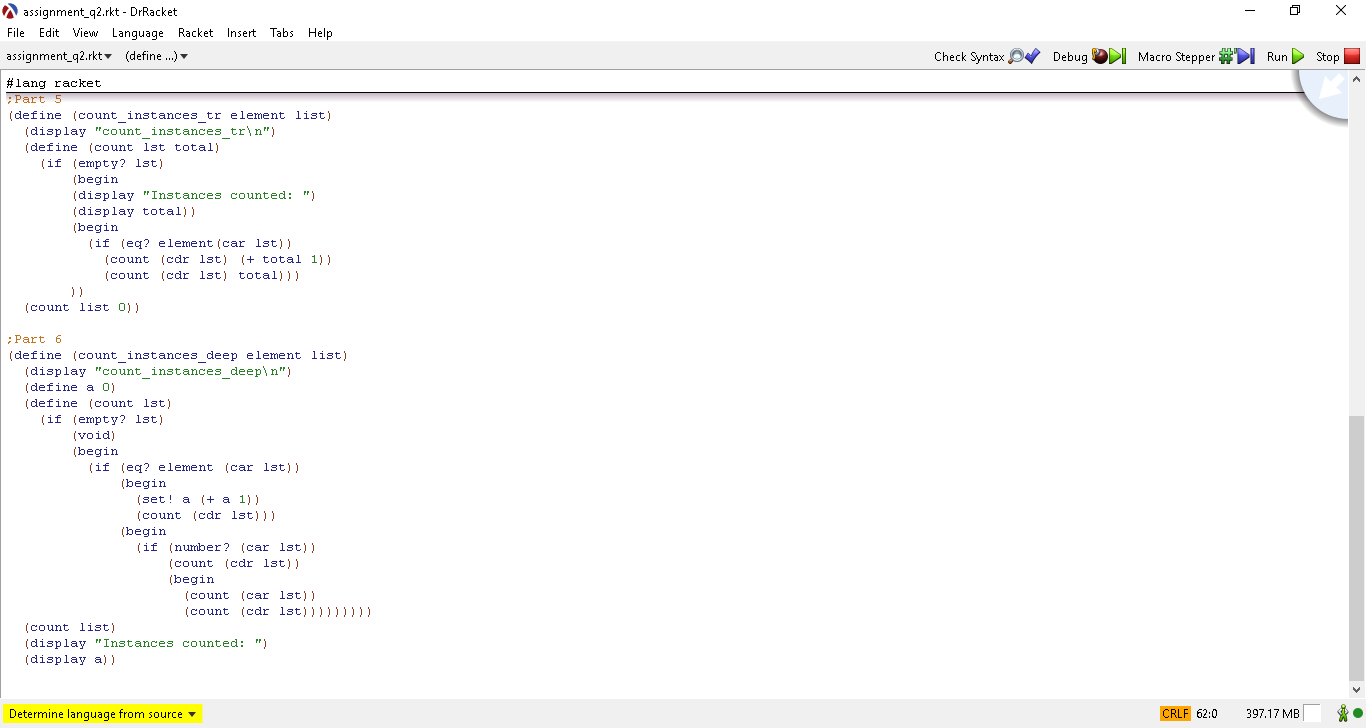 assignment_q2.rkt - DrRacket
File Edit View Language Racket Insert Tabs Help
assignment_q2.rkt▾ (define ...)▾ Check Syntax Debug Macro Stepper Run Stop
#lang racket
;Part 5
(define (count_instances_tr element list)
  (display "count_instances_tr\n")
  (define (count lst total)
    (if (empty? lst)
        (begin
        (display "Instances counted: ")
        (display total))
        (begin
          (if (eq? element(car lst))
            (count (cdr lst) (+ total 1))
            (count (cdr lst) total)))
        ))
  (count list 0))
;Part 6
(define (count_instances_deep element list)
  (display "count_instances_deep\n")
  (define a 0)
  (define (count lst)
    (if (empty? lst)
        (void)
        (begin
          (if (eq? element (car lst))
              (begin
                (set! a (+ a 1))
                (count (cdr lst)))
              (begin
                (if (number? (car lst))
                    (count (cdr lst))
                    (begin
                      (count (car lst))
                      (count (cdr lst)))))))))
  (count list)
  (display "Instances counted: ")
  (display a))
Determine language from source ▾ CRLF 62:0 397.17 MB